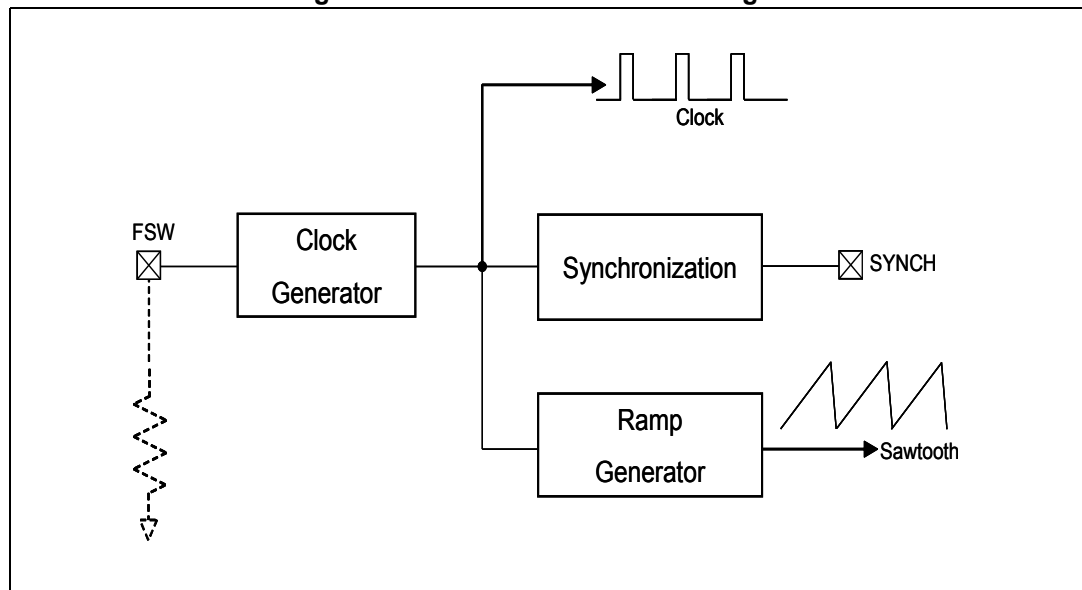 Clock
FSW
Clock
Generator
Synchronization
SYNCH
Ramp
Generator
Sawtooth